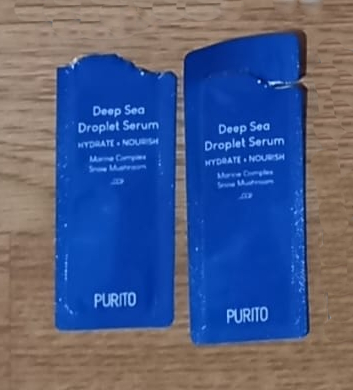 Deep Sea
Droplet Serum
HYDRATE + NOURISH
Marine Complex
Snow Mushroom
PURITO
Deep Sea
Droplet Serum
HYDRATE + NOURISH
Marine Complex
Snow Mushroom
PURITO